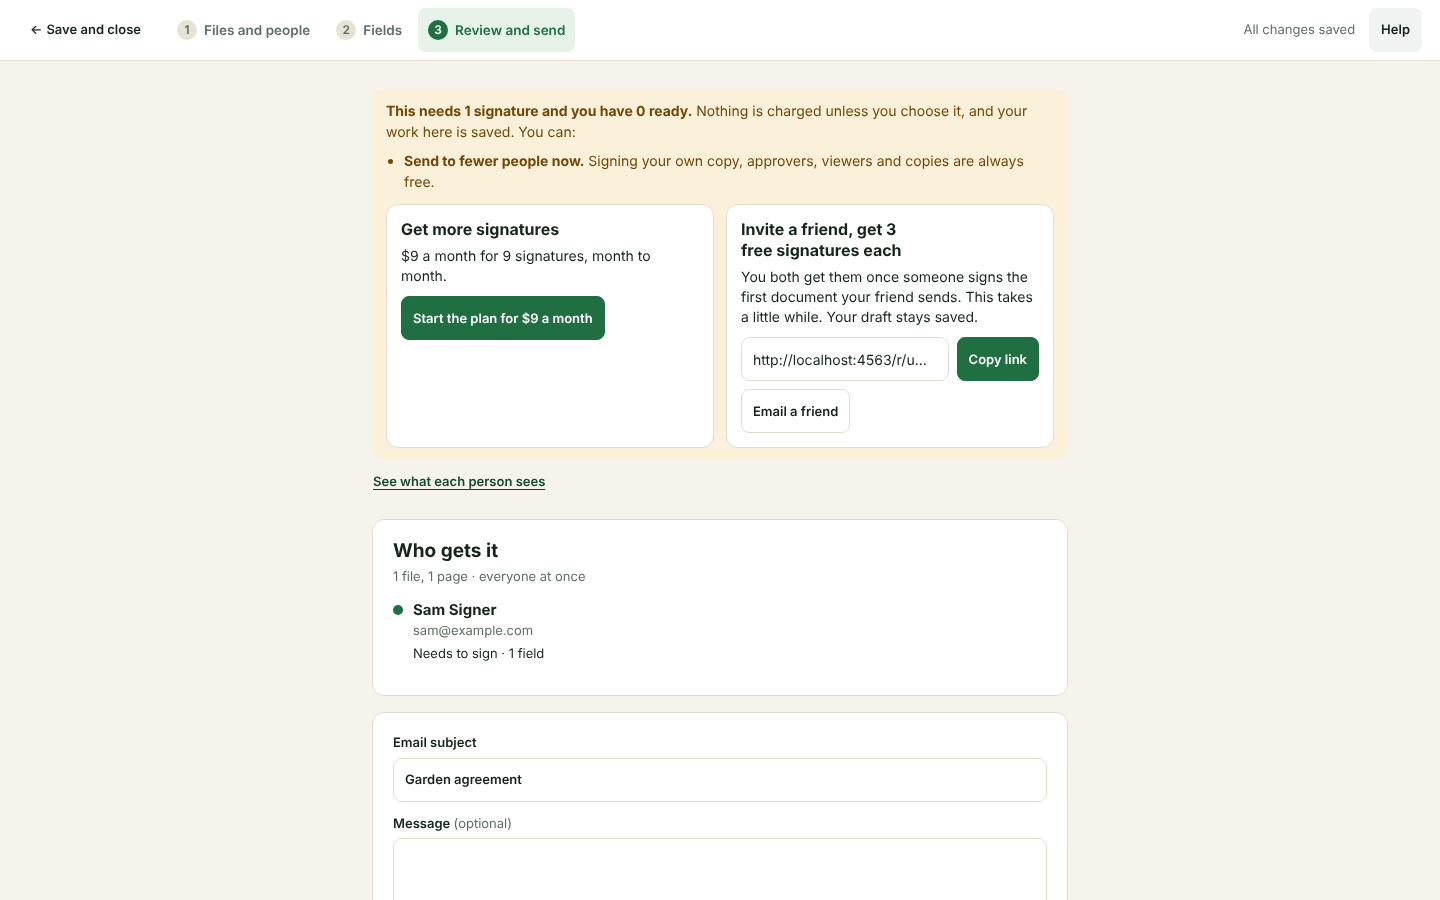 ← Save and close
1 Files and people
2 Fields
3 Review and send
All changes saved
Help
This needs 1 signature and you have 0 ready. Nothing is charged unless you choose it, and your
work here is saved. You can:
• Send to fewer people now. Signing your own copy, approvers, viewers and copies are always
free.
Get more signatures
$9 a month for 9 signatures, month to
month.
Start the plan for $9 a month
Invite a friend, get 3
free signatures each
You both get them once someone signs the
first document your friend sends. This takes
a little while. Your draft stays saved.
http://localhost:4563/r/u...
Copy link
Email a friend
See what each person sees
Who gets it
1 file, 1 page · everyone at once
Sam Signer
sam@example.com
Needs to sign · 1 field
Email subject
Garden agreement
Message (optional)